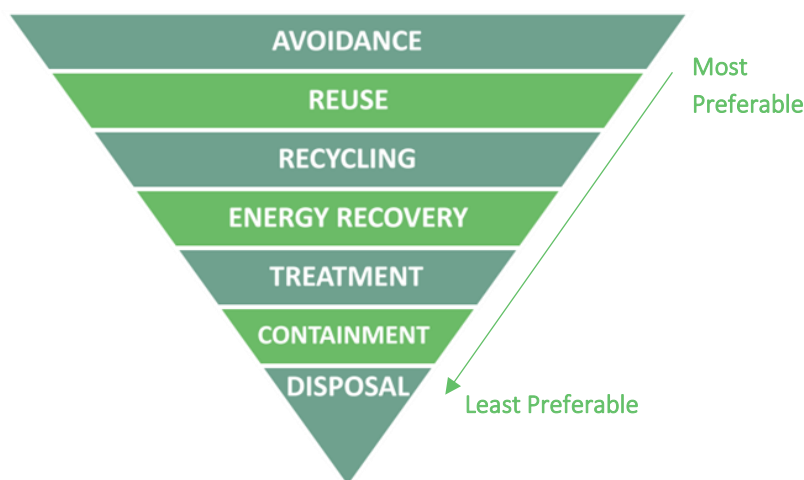 AVOIDANCE
REUSE
RECYCLING
ENERGY RECOVERY
TREATMENT
CONTAINMENT
DISPOSAL
Most
Preferable
Least Preferable